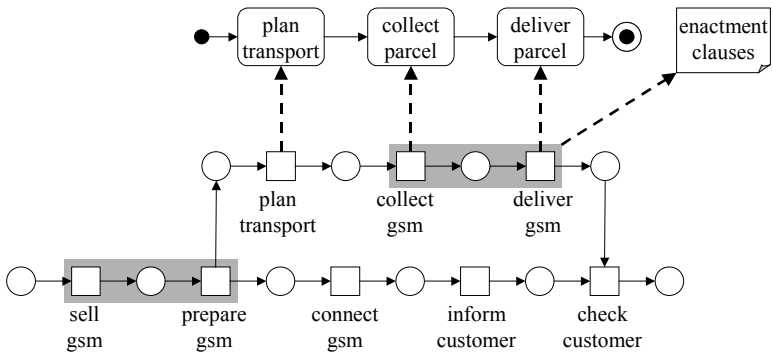 plan
transport
collect
parcel
deliver
parcel
enactment
clauses
plan
transport
collect
gsm
deliver
gsm
sell
gsm
prepare
gsm
connect
gsm
inform
customer
check
customer